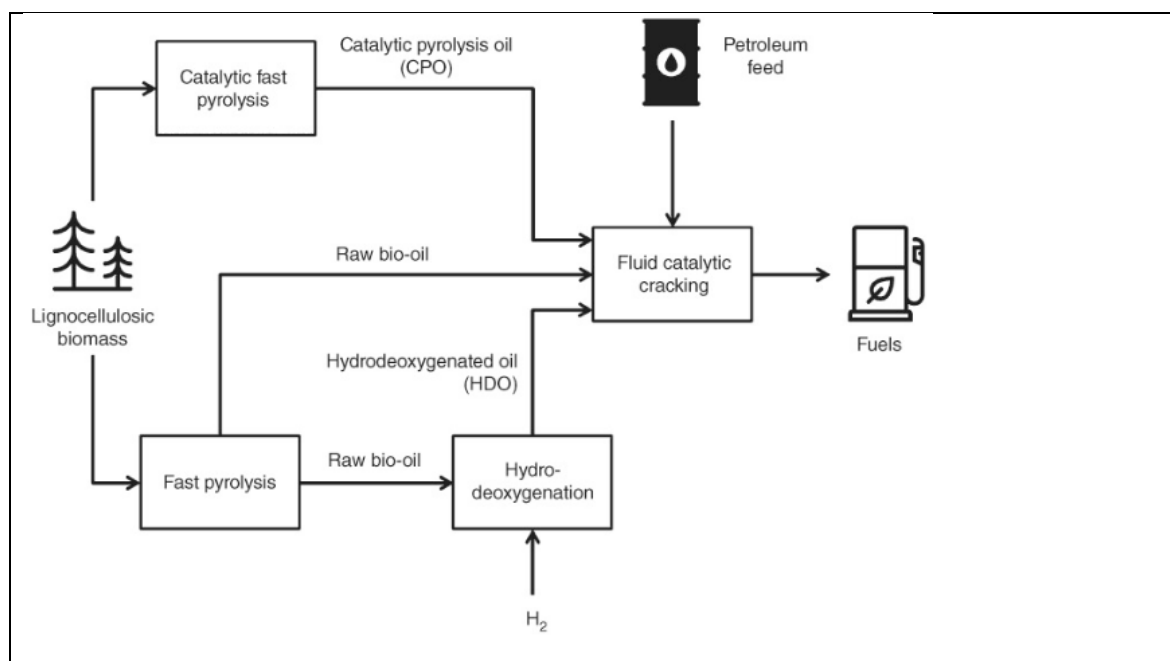 Catalytic pyrolysis oil
(CPO)
Petroleum
feed
Catalytic fast
pyrolysis
Raw bio-oil
Fluid catalytic
cracking
Lignocellulosic
biomass
Fuels
Hydrodeoxygenated oil
(HDO)
Fast pyrolysis
Raw bio-oil
Hydro-
deoxygenation
H₂